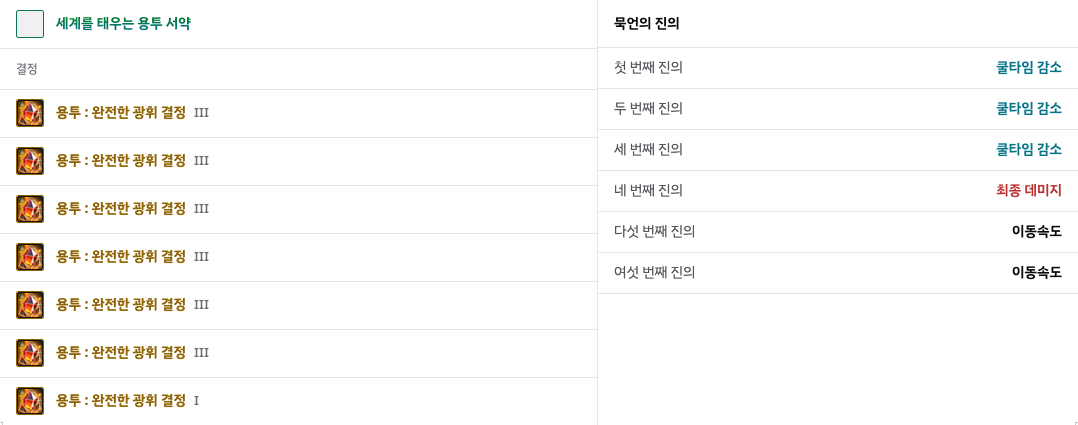 세계를 태우는 용투 서약
결정
용투 : 완전한 광휘 결정 III
용투 : 완전한 광휘 결정 III
용투 : 완전한 광휘 결정 III
용투 : 완전한 광휘 결정 III
용투 : 완전한 광휘 결정 III
용투 : 완전한 광휘 결정 III
용투 : 완전한 광휘 결정 I
묵언의 진의
첫 번째 진의 쿨타임 감소
두 번째 진의 쿨타임 감소
세 번째 진의 쿨타임 감소
네 번째 진의 최종 데미지
다섯 번째 진의 이동속도
여섯 번째 진의 이동속도